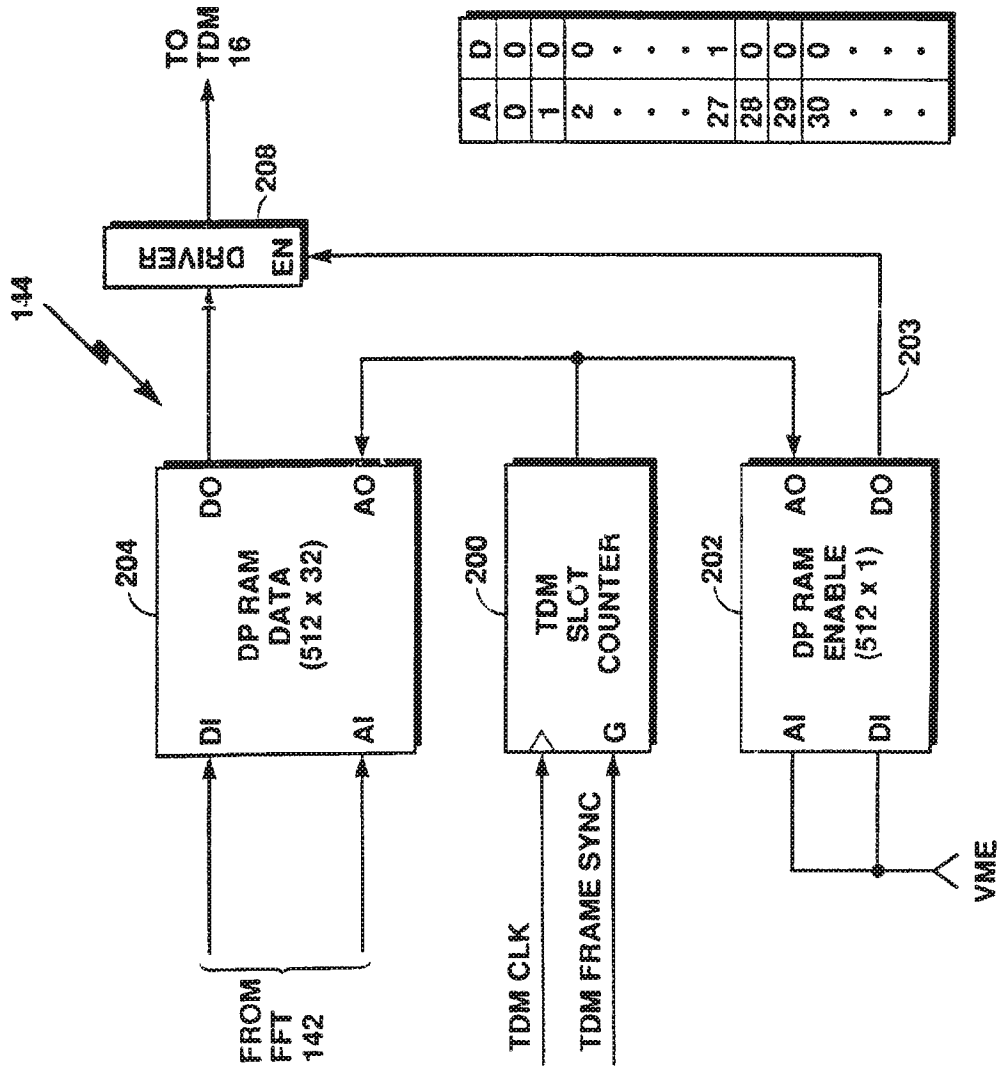 144
FROM
FFT
142
DI
AI
DP RAM
DATA
(512 x 32)
204
DO
AO
DRIVER
EN
208
TO
TDM
16
TDM CLK
TDM FRAME SYNC
G
TDM
SLOT
COUNTER
200
VME
AI
DI
DP RAM
ENABLE
(512 x 1)
202
AO
DO
203
A D
0 0
1 0
2 0
· ·
· ·
· ·
27 1
28 0
29 0
30 0
· ·
· ·
· ·